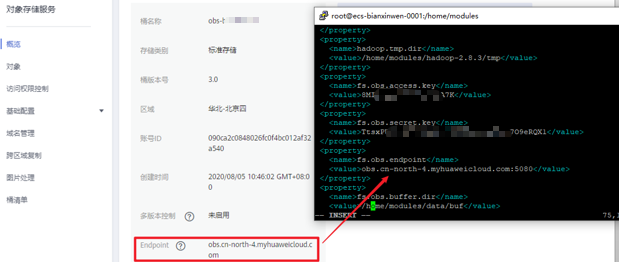 对象存储服务
概览
对象
访问权限控制
基础配置
域名管理
跨区域复制
图片处理
桶清单
桶名称
obs-
存储类别
标准存储
桶版本号
3.0
区域
华北-北京四
账号ID
090ca2c0848026fc0f4bc012af32
a540
创建时间
2020/08/05 10:46:02 GMT+08:0
0
多版本控制
未启用
Endpoint
obs.cn-north-4.myhuaweicloud.c
om
root@ecs-bianxinwen-0001:/home/modules
</property>
<property>
<name>hadoop.tmp.dir</name>
<value>/home/modules/hadoop-2.8.3/tmp</value>
</property>
<property>
<name>fs.obs.access.key</name>
<value>8MI 7K</value>
</property>
<property>
<name>fs.obs.secret.key</name>
<value>TtsxP 7O9eRQXi</value>
</property>
<property>
<name>fs.obs.endpoint</name>
<value>obs.cn-north-4.myhuaweicloud.com:5080</value>
</property>
<property>
<name>fs.obs.buffer.dir</name>
<value>/home/modules/data/buf</value>
-- INSERT --
75,1